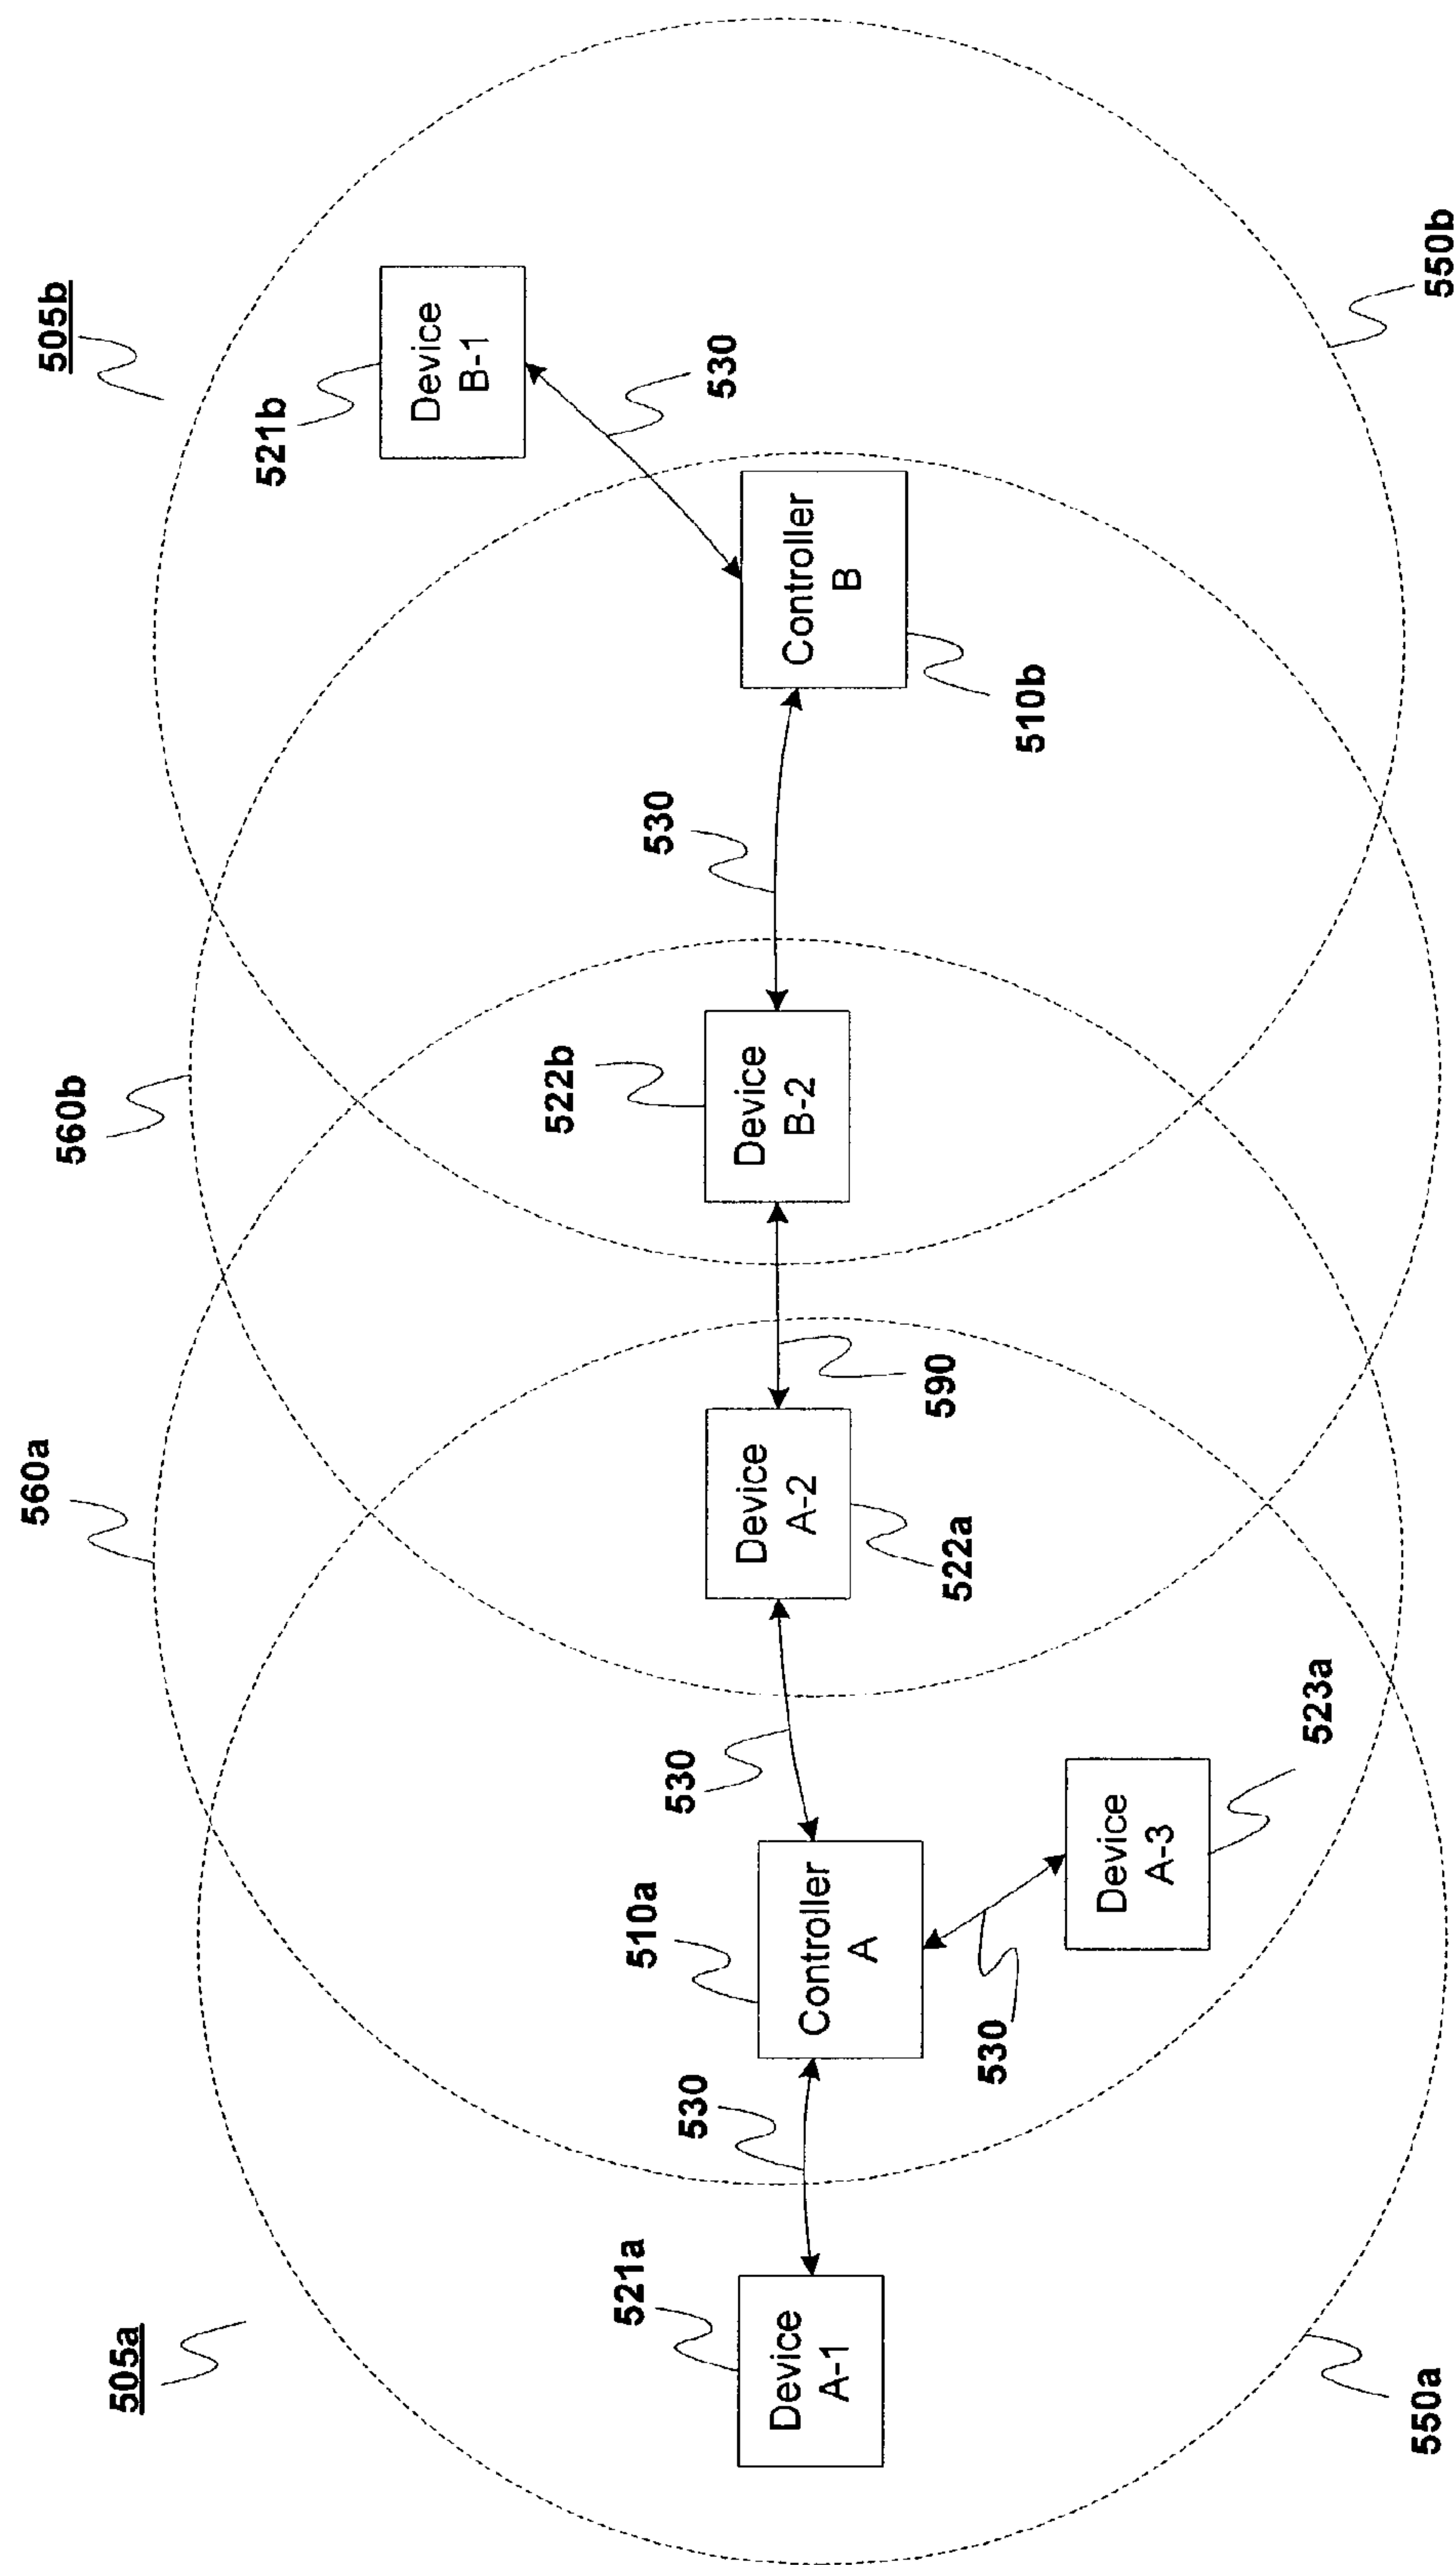 505a
560a
560b
505b
521a
Device
A-1
530
510a
Controller
A
530
Device
A-2
522b
Device
B-2
530
521b
Device
B-1
530
Controller
B
530
Device
A-3
523a
522a
590
510b
550a
550b